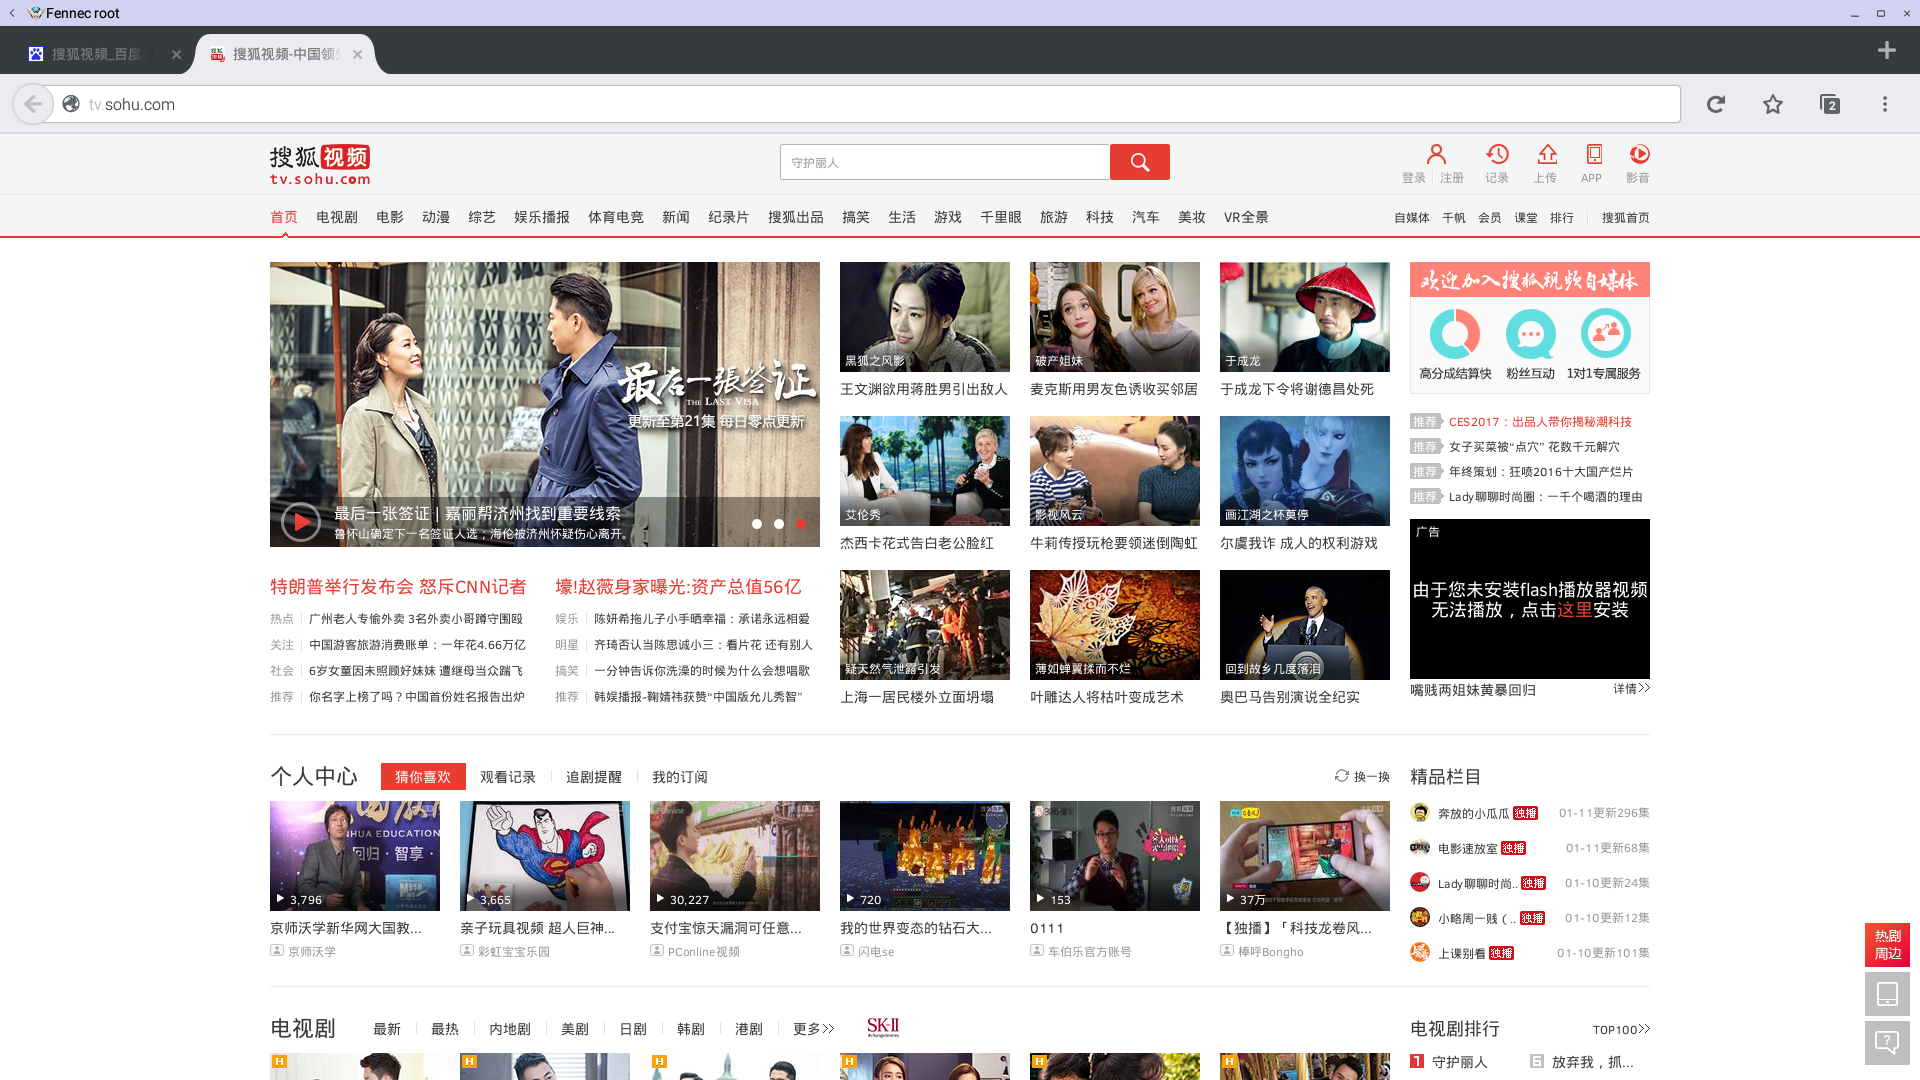 Fennec root
搜狐视频_百度
搜狐视频-中国领
tv.sohu.com
2
搜狐视频
tv.sohu.com
守护丽人
登录 注册 记录 上传 APP 影音
首页 电视剧 电影 动漫 综艺 娱乐播报 体育电竞 新闻 纪录片 搜狐出品 搞笑 生活 游戏 千里眼 旅游 科技 汽车 美妆 VR全景
自媒体 千帆 会员 课堂 排行 搜狐首页
最后一張签证
THE LAST VISA
更新至第21集 每日零点更新
最后一张签证 | 嘉丽帮济州找到重要线索
鲁怀山确定下一名签证人选；海伦被济州怀疑伤心离开。
特朗普举行发布会 怒斥CNN记者
热点 广州老人专偷外卖 3名外卖小哥蹲守围殴
关注 中国游客旅游消费账单：一年花4.66万亿
社会 6岁女童因未照顾好妹妹 遭继母当众踹飞
推荐 你名字上榜了吗？中国首份姓名报告出炉
壕!赵薇身家曝光:资产总值56亿
娱乐 陈妍希拖儿子小手晒幸福：承诺永远相爱
明星 齐琦否认当陈思诚小三：看片花 还有别人
搞笑 一分钟告诉你洗澡的时候为什么会想唱歌
推荐 韩娱播报-鞠婧祎获赞“中国版允儿秀智”
黑狐之风影
王文渊欲用蒋胜男引出敌人
破产姐妹
麦克斯用男友色诱收买邻居
于成龙
于成龙下令将谢德昌处死
艾伦秀
杰西卡花式告白老公脸红
影视风云
牛莉传授玩枪要领迷倒陶虹
画江湖之杯莫停
尔虞我诈 成人的权利游戏
疑天然气泄露引发
上海一居民楼外立面坍塌
薄如蝉翼揉而不烂
叶雕达人将枯叶变成艺术
回到故乡几度落泪
奥巴马告别演说全纪实
欢迎加入搜狐视频自媒体
高分成结算快 粉丝互动 1对1专属服务
推荐 CES2017：出品人带你揭秘潮科技
推荐 女子买菜被“点穴” 花数千元解穴
推荐 年终策划：狂喷2016十大国产烂片
推荐 Lady聊聊时尚圈：一千个喝酒的理由
广告
由于您未安装flash播放器视频
无法播放，点击这里安装
嘴贱两姐妹黄暴回归 详情
个人中心 猜你喜欢 观看记录 追剧提醒 我的订阅 换一换
3,796
京师沃学新华网大国教...
京师沃学
3,665
亲子玩具视频 超人巨神...
彩虹宝宝乐园
30,227
支付宝惊天漏洞可任意...
PConline视频
720
我的世界变态的钻石大...
闪电se
153
0111
车伯乐官方账号
37万
【独播】「科技龙卷风...
棒呼Bongho
精品栏目
奔放的小瓜瓜 独播 01-11更新296集
电影速放室 独播 01-11更新68集
Lady聊聊时尚.. 独播 01-10更新24集
小略周一贱（.. 独播 01-10更新12集
上课别看 独播 01-10更新101集
热剧
周边
电视剧 最新 最热 内地剧 美剧 日剧 韩剧 港剧 更多 SK-II
H H H H H H
电视剧排行 TOP100
1 守护丽人
6 放弃我，抓...